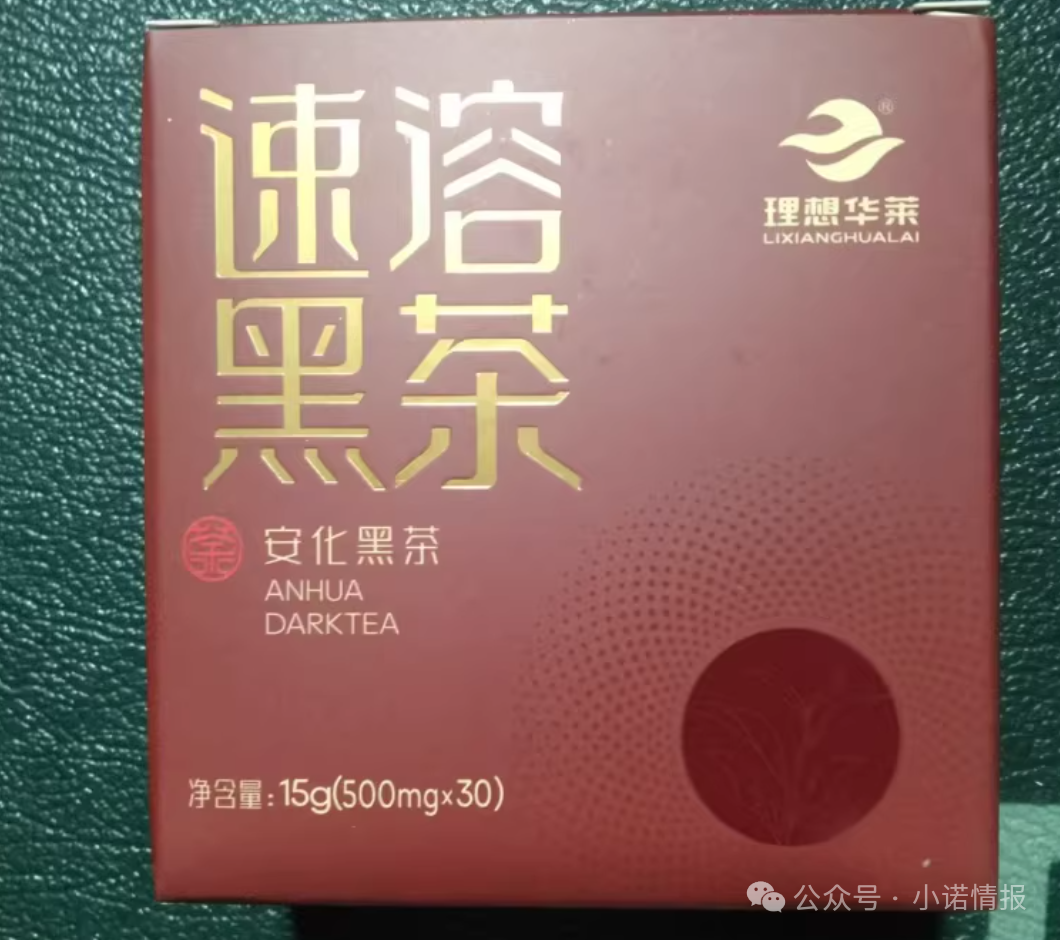 速溶
黑茶
®
理想华莱
LIXIANGHUALAI
安化黑茶
ANHUA
DARKTEA
净含量:15g(500mg×30)
公众号·小诺情报